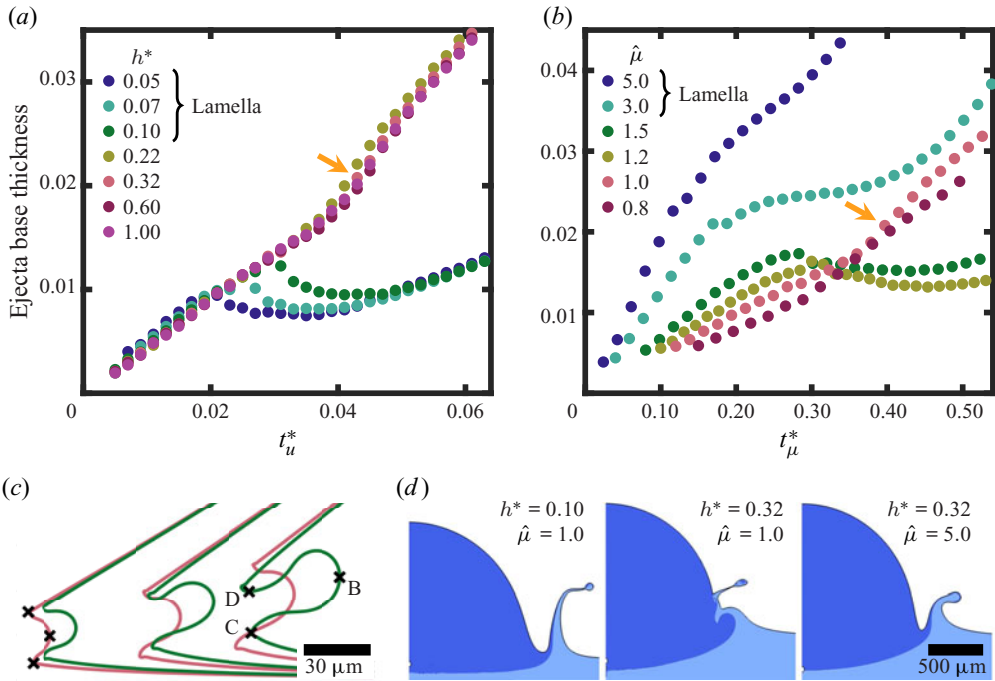 (a)
Ejecta base thickness
0.03
0.02
0.01
0
0.02
0.04
0.06
t*u
h*
0.05
0.07
0.10
0.22
0.32
0.60
1.00
Lamella
(b)
0.04
0.03
0.02
0.01
0
0.10
0.20
0.30
0.40
0.50
t*μ
μ̂
5.0
3.0
1.5
1.2
1.0
0.8
Lamella
(c)
D
B
C
30 μm
(d)
h* = 0.10
μ̂ = 1.0
h* = 0.32
μ̂ = 1.0
h* = 0.32
μ̂ = 5.0
500 μm